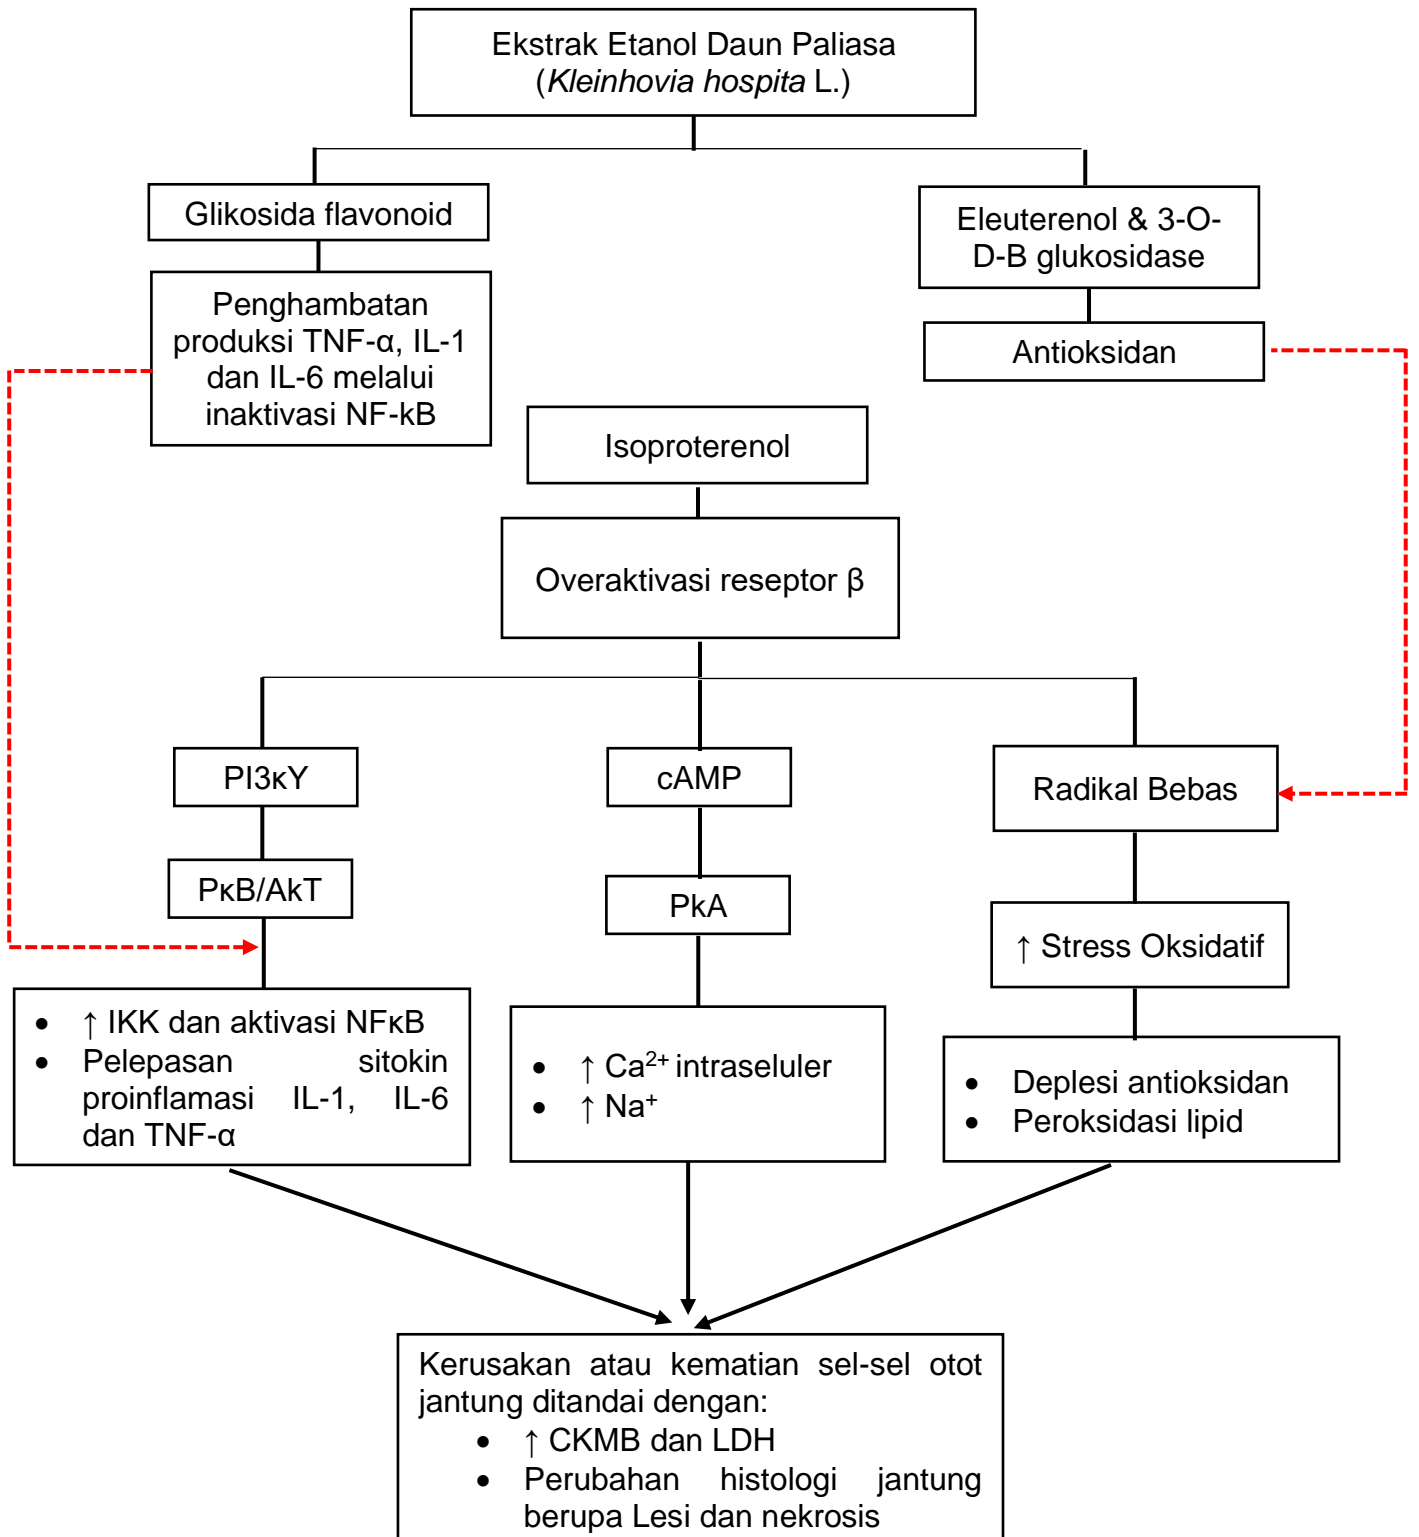 Ekstrak Etanol Daun Paliasa
(Kleinhovia hospita L.)
Glikosida flavonoid
Eleuterenol & 3-O-
D-B glukosidase
Penghambatan
produksi TNF-α, IL-1
dan IL-6 melalui
inaktivasi NF-kB
Antioksidan
Isoproterenol
Overaktivasi reseptor β
PI3κY
cAMP
Radikal Bebas
PκB/AkT
PkA
↑ Stress Oksidatif
• ↑ IKK dan aktivasi NFκB
• Pelepasan sitokin
proinflamasi IL-1, IL-6
dan TNF-α
• ↑ Ca²⁺ intraseluler
• ↑ Na⁺
• Deplesi antioksidan
• Peroksidasi lipid
Kerusakan atau kematian sel-sel otot
jantung ditandai dengan:
• ↑ CKMB dan LDH
• Perubahan histologi jantung
berupa Lesi dan nekrosis